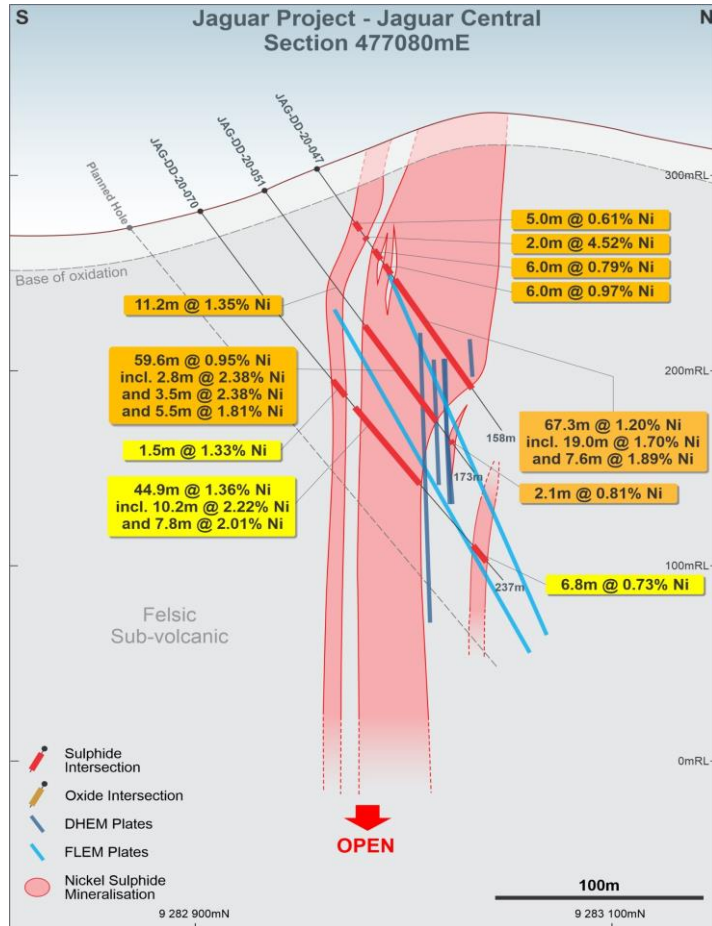 S
Jaguar Project - Jaguar Central
Section 477080mE
N
JAG-DD-20-047
JAG-DD-20-051
JAG-DD-20-070
Planned Hole
300mRL
Base of oxidation
5.0m @ 0.61% Ni
2.0m @ 4.52% Ni
6.0m @ 0.79% Ni
6.0m @ 0.97% Ni
11.2m @ 1.35% Ni
200mRL
59.6m @ 0.95% Ni
incl. 2.8m @ 2.38% Ni
and 3.5m @ 2.38% Ni
and 5.5m @ 1.81% Ni
67.3m @ 1.20% Ni
incl. 19.0m @ 1.70% Ni
and 7.6m @ 1.89% Ni
158m
1.5m @ 1.33% Ni
173m
2.1m @ 0.81% Ni
44.9m @ 1.36% Ni
incl. 10.2m @ 2.22% Ni
and 7.8m @ 2.01% Ni
100mRL
6.8m @ 0.73% Ni
237m
Felsic
Sub-volcanic
0mRL
Sulphide
Intersection
Oxide Intersection
DHEM Plates
FLEM Plates
Nickel Sulphide
Mineralisation
OPEN
100m
9 282 900mN
9 283 100mN